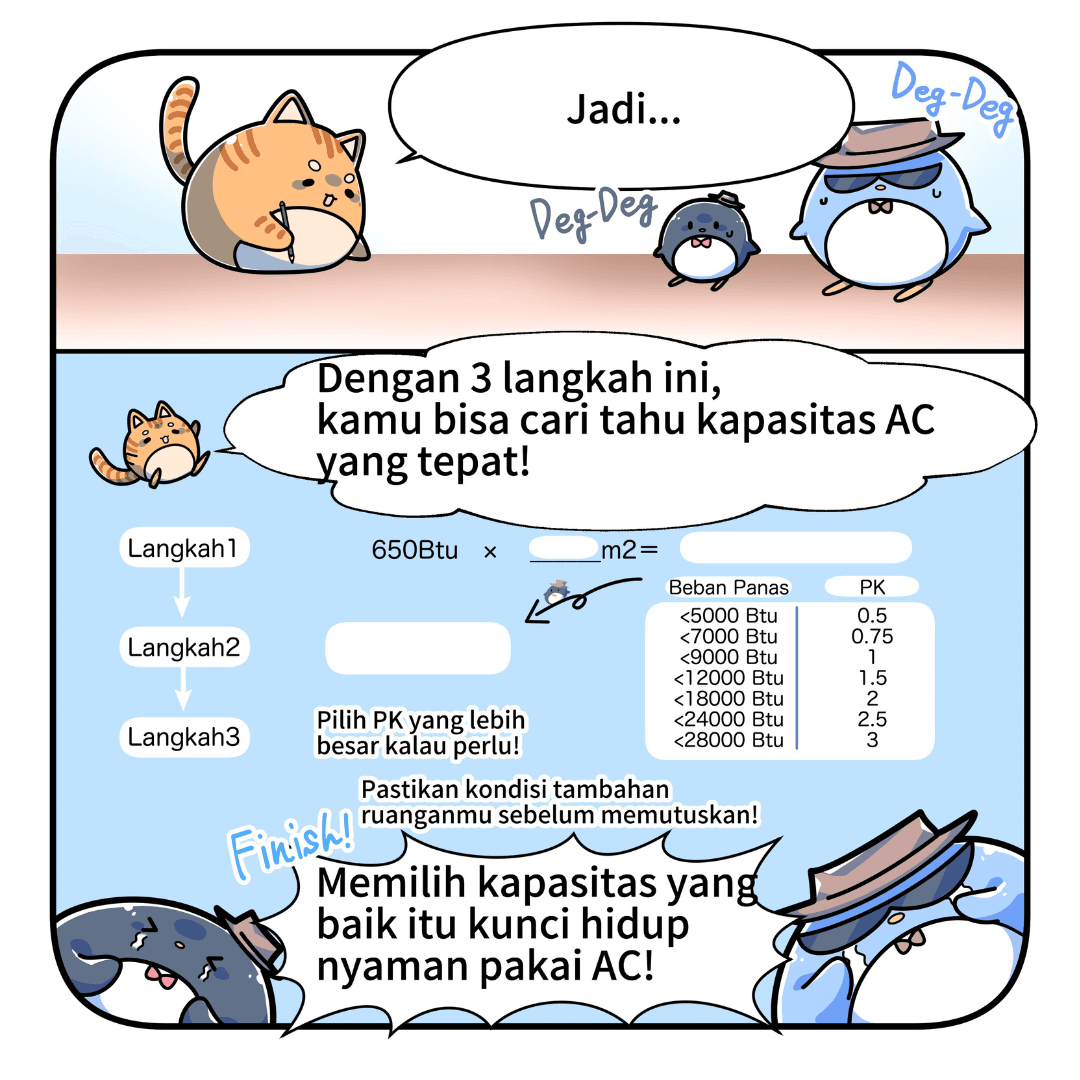 Jadi...
Deg-Deg
Deg-Deg
Dengan 3 langkah ini,
kamu bisa cari tahu kapasitas AC
yang tepat!
Langkah1
650Btu × ______m2=
Langkah2
Beban Panas PK
<5000 Btu 0.5
<7000 Btu 0.75
<9000 Btu 1
<12000 Btu 1.5
<18000 Btu 2
<24000 Btu 2.5
<28000 Btu 3
Langkah3
Pilih PK yang lebih
besar kalau perlu!
Pastikan kondisi tambahan
ruanganmu sebelum memutuskan!
Finish!
Memilih kapasitas yang
baik itu kunci hidup
nyaman pakai AC!